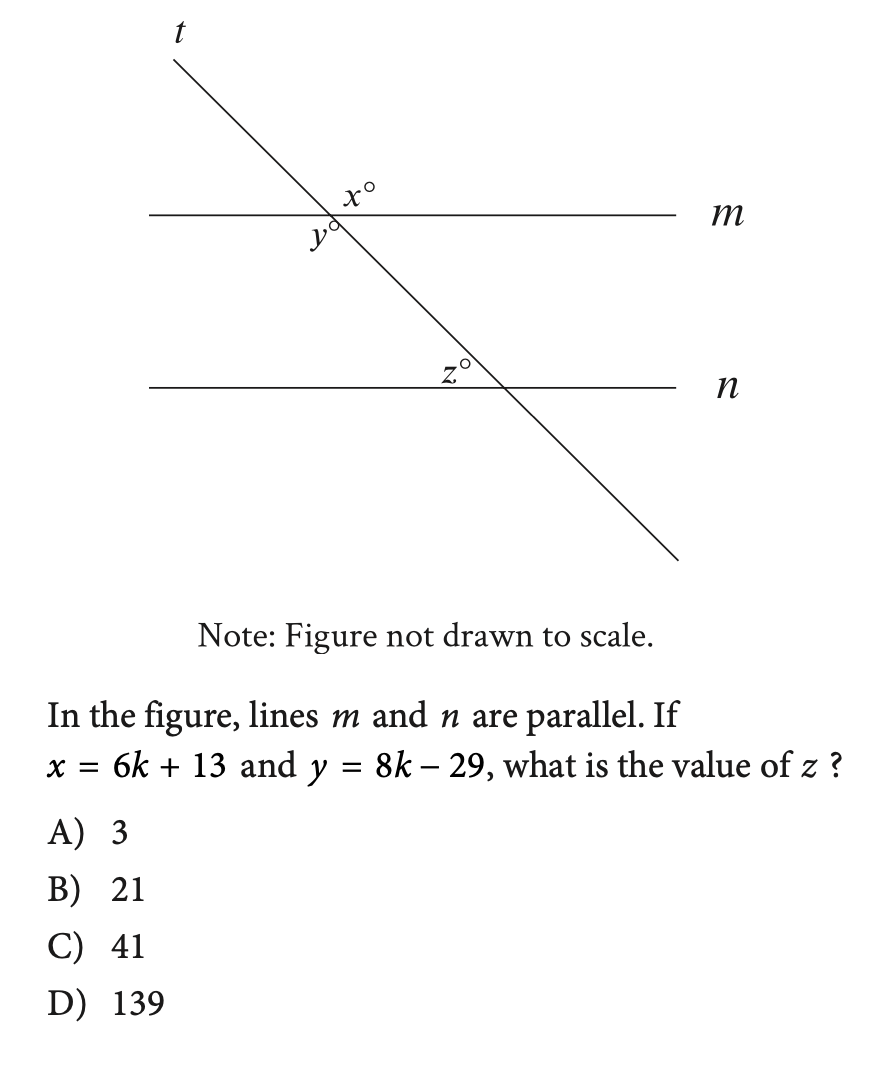 t
x°
m
y°
z°
n
Note: Figure not drawn to scale.
In the figure, lines m and n are parallel. If
x = 6k + 13 and y = 8k – 29, what is the value of z ?
A) 3
B) 21
C) 41
D) 139